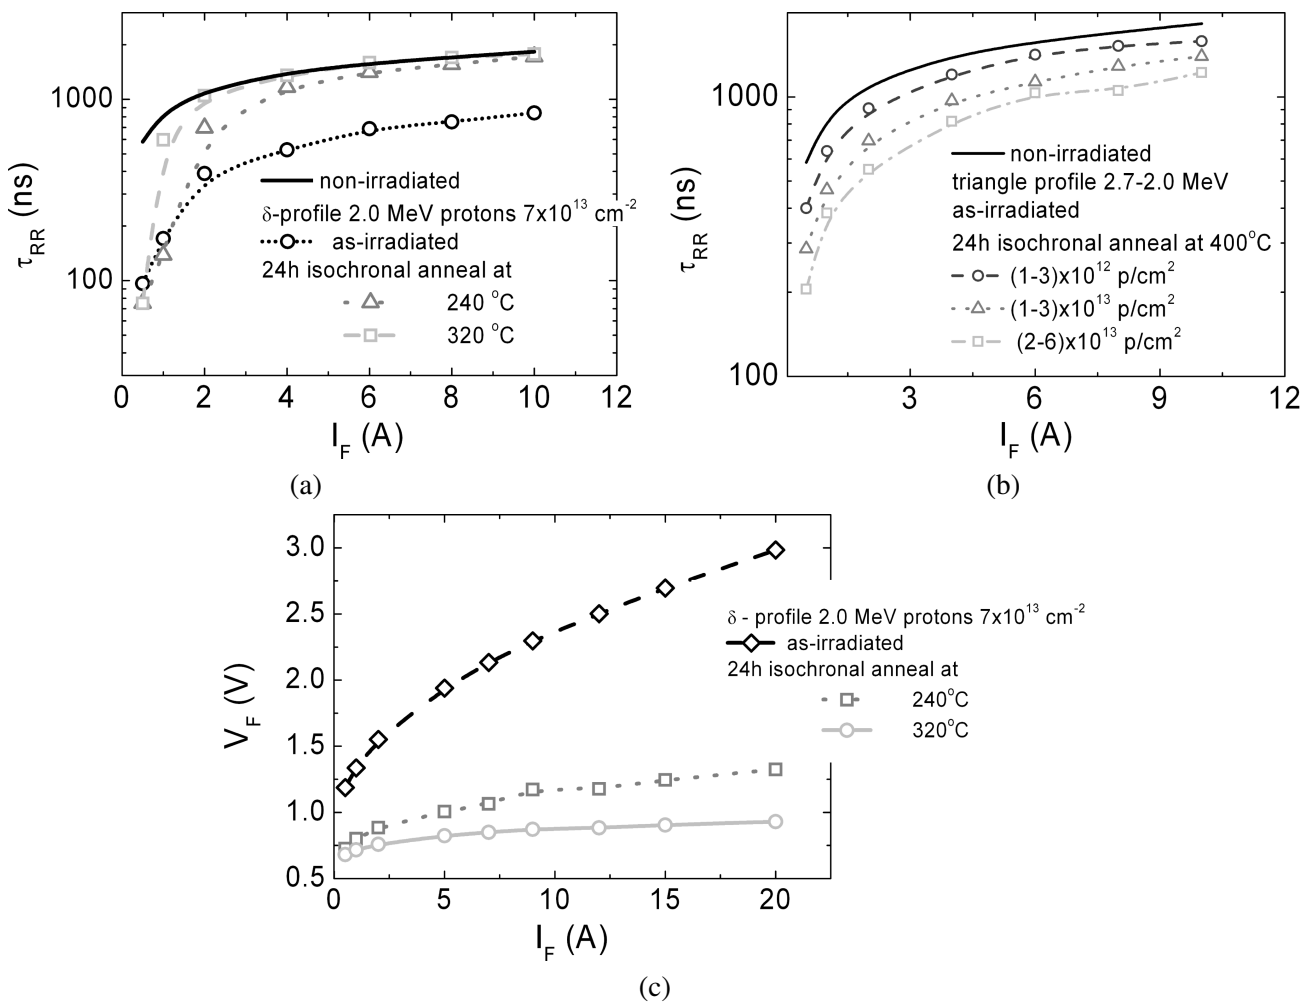 1000
100
τRR (ns)
non-irradiated
δ-profile 2.0 MeV protons 7x10^13 cm^-2
as-irradiated
24h isochronal anneal at
240 °C
320 °C
0 2 4 6 8 10 12
IF (A)
(a)
1000
100
τRR (ns)
non-irradiated
triangle profile 2.7-2.0 MeV
as-irradiated
24h isochronal anneal at 400°C
(1-3)x10^12 p/cm^2
(1-3)x10^13 p/cm^2
(2-6)x10^13 p/cm^2
3 6 9 12
IF (A)
(b)
3.0
2.5
2.0
1.5
1.0
0.5
VF (V)
δ - profile 2.0 MeV protons 7x10^13 cm^-2
as-irradiated
24h isochronal anneal at
240°C
320°C
0 5 10 15 20
IF (A)
(c)